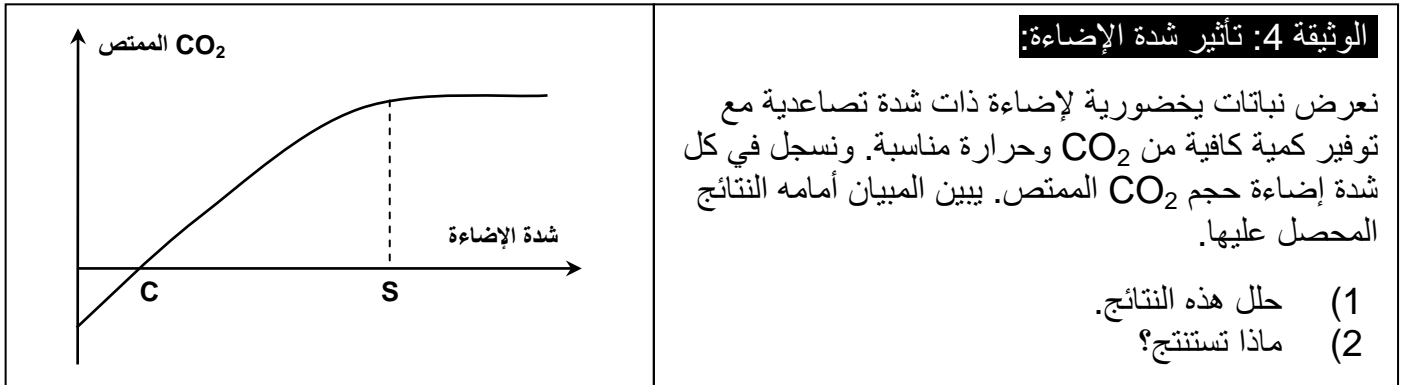 الوثيقة 4: تأثير شدة الإضاءة:
نعرض نباتات يخضورية لإضاءة ذات شدة تصاعدية مع
توفير كمية كافية من CO₂ وحرارة مناسبة. ونسجل في كل
شدة إضاءة حجم CO₂ الممتص. يبين المبيان أمامه النتائج
المحصل عليها.
1) حلل هذه النتائج.
2) ماذا تستنتج؟
CO₂ الممتص
شدة الإضاءة
C
S